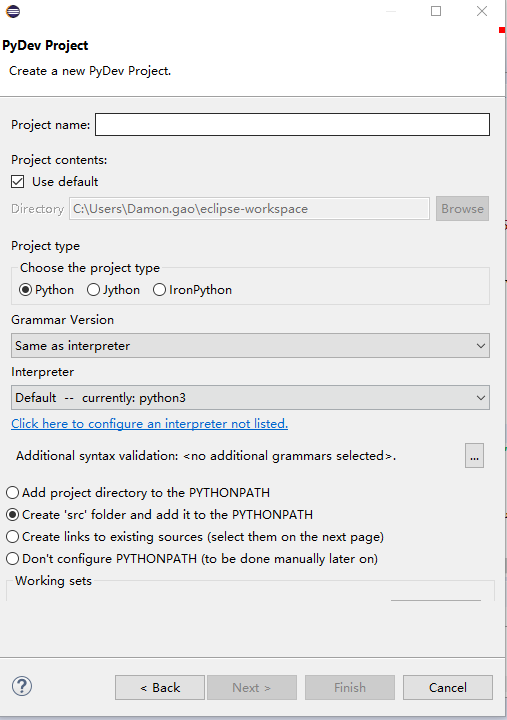 PyDev Project
Create a new PyDev Project.
Project name:
Project contents:
Use default
Directory C:\Users\Damon.gao\eclipse-workspace Browse
Project type
Choose the project type
Python Jython IronPython
Grammar Version
Same as interpreter
Interpreter
Default -- currently: python3
Click here to configure an interpreter not listed.
Additional syntax validation: <no additional grammars selected>. ...
Add project directory to the PYTHONPATH
Create 'src' folder and add it to the PYTHONPATH
Create links to existing sources (select them on the next page)
Don't configure PYTHONPATH (to be done manually later on)
Working sets
? < Back Next > Finish Cancel